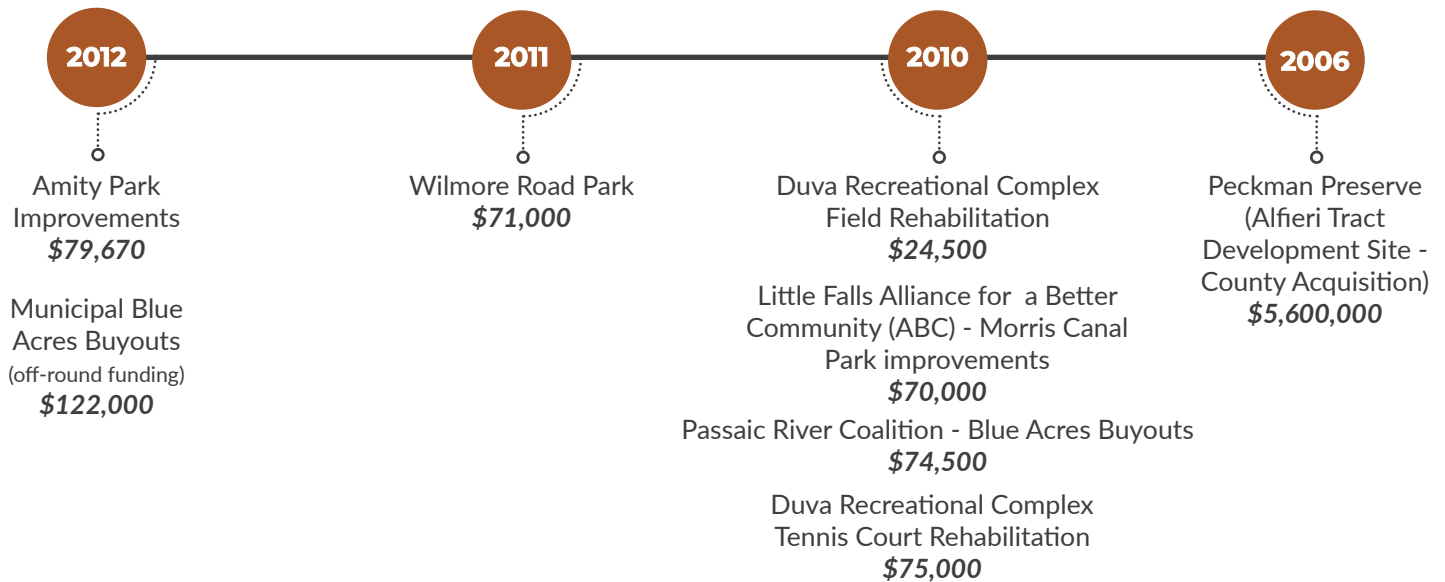 2012
Amity Park
Improvements
$79,670
Municipal Blue
Acres Buyouts
(off-round funding)
$122,000
2011
Wilmore Road Park
$71,000
2010
Duva Recreational Complex
Field Rehabilitation
$24,500
Little Falls Alliance for a Better
Community (ABC) - Morris Canal
Park improvements
$70,000
Passaic River Coalition - Blue Acres Buyouts
$74,500
Duva Recreational Complex
Tennis Court Rehabilitation
$75,000
2006
Peckman Preserve
(Alfieri Tract
Development Site -
County Acquisition)
$5,600,000